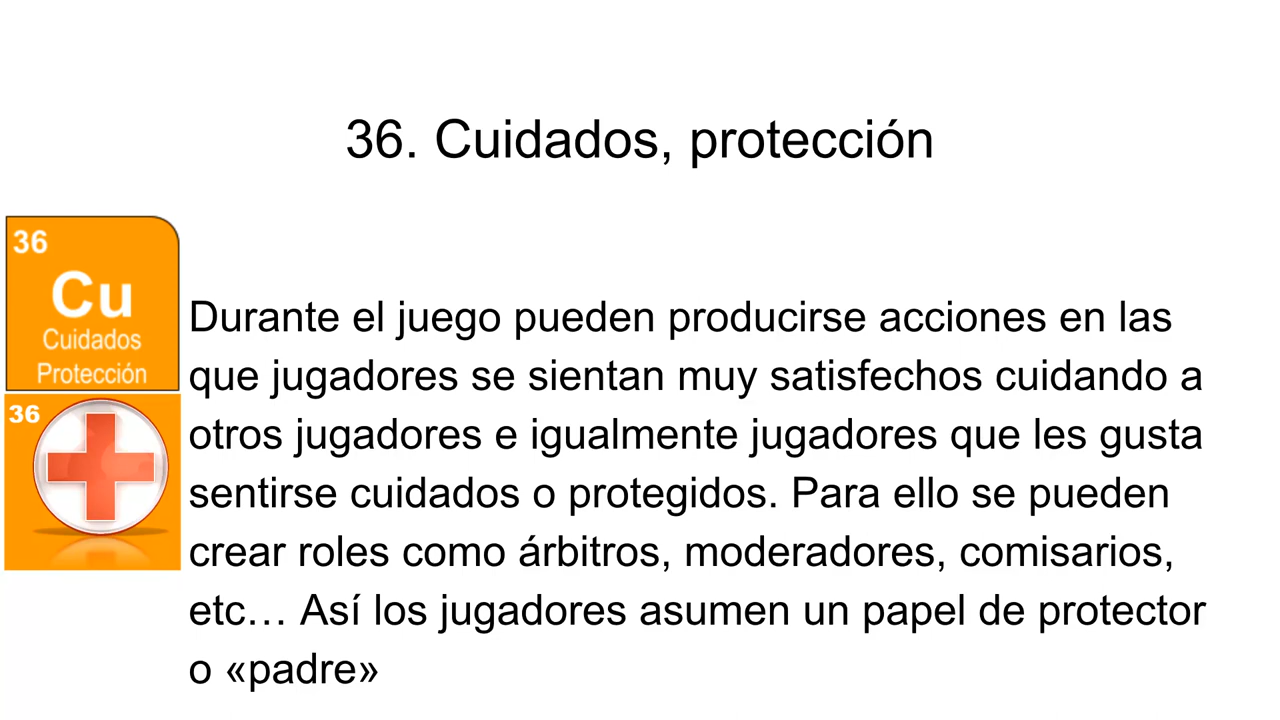 36. Cuidados, protección
36
Cu
Cuidados
Protección
36
Durante el juego pueden producirse acciones en las
que jugadores se sientan muy satisfechos cuidando a
otros jugadores e igualmente jugadores que les gusta
sentirse cuidados o protegidos. Para ello se pueden
crear roles como árbitros, moderadores, comisarios,
etc… Así los jugadores asumen un papel de protector
o «padre»